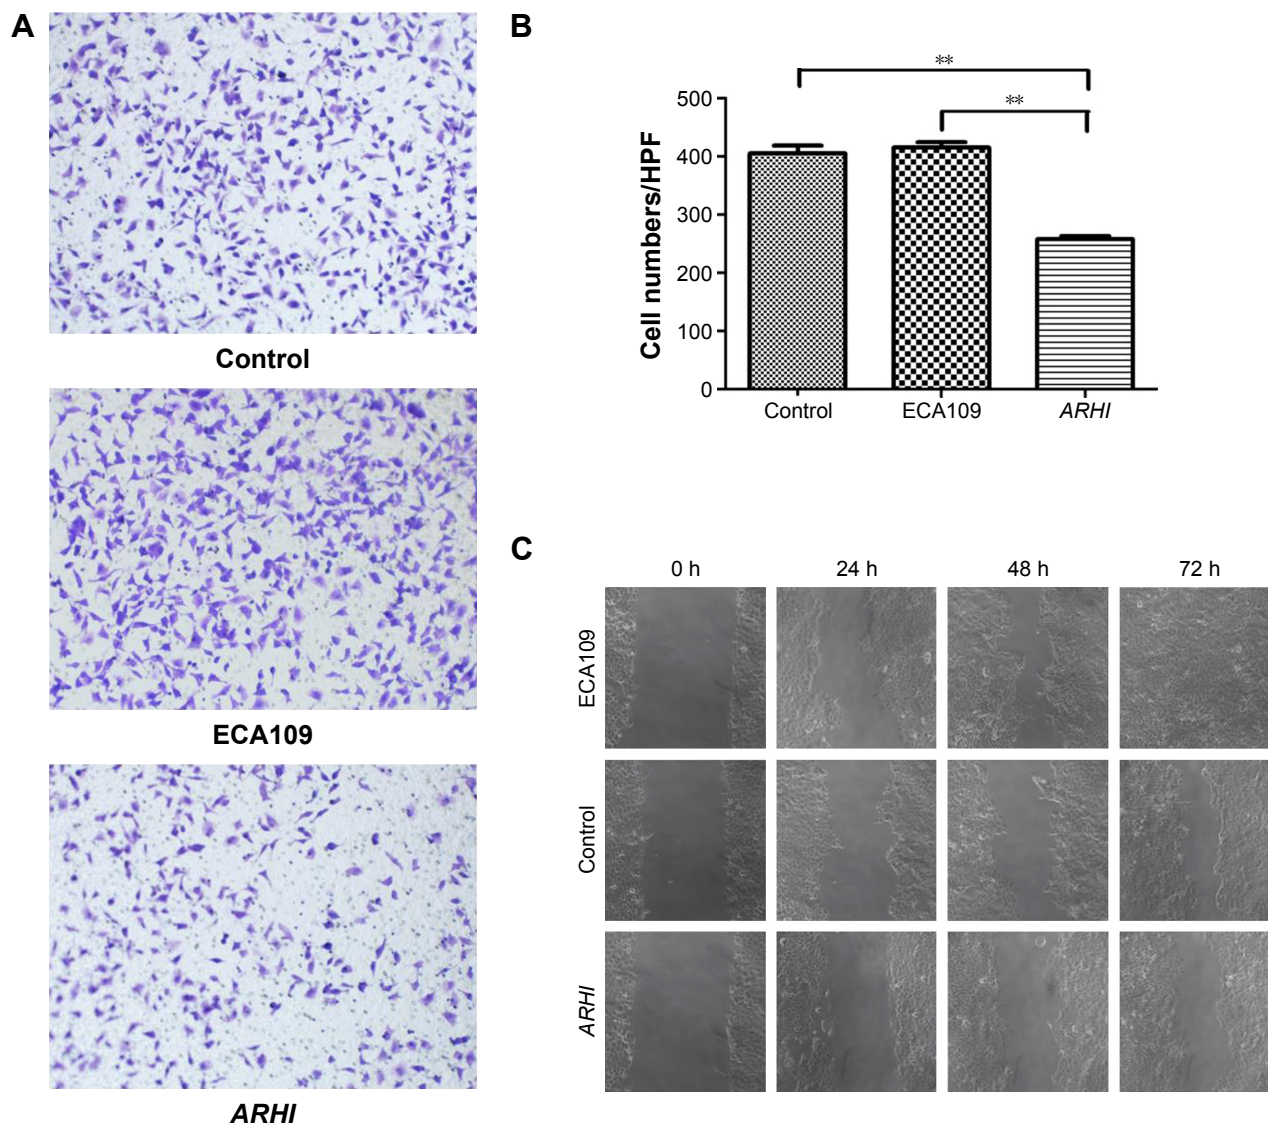 A
Control
ECA109
ARHI
B
**
**
Cell numbers/HPF
500
400
300
200
100
0
Control
ECA109
ARHI
C
0 h
24 h
48 h
72 h
ECA109
Control
ARHI